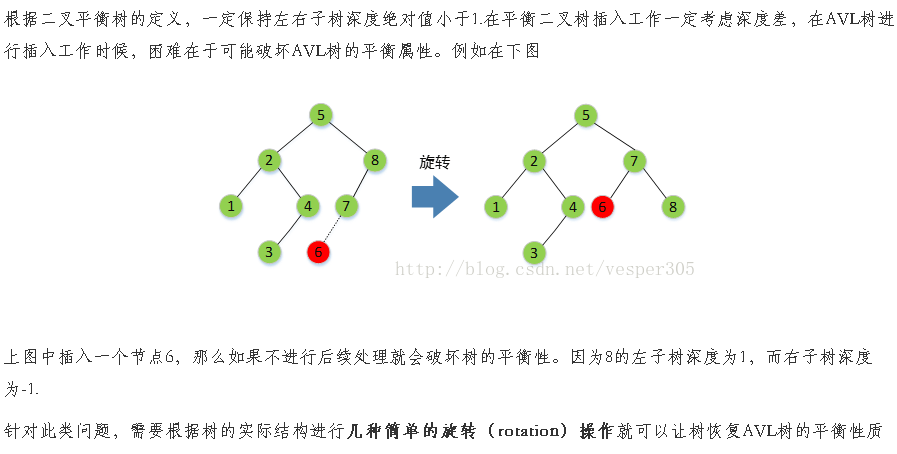 根据二叉平衡树的定义，一定保持左右子树深度绝对值小于1.在平衡二叉树插入工作一定考虑深度差，在AVL树进
行插入工作时候，困难在于可能破坏AVL树的平衡属性。例如在下图
5
5
2
8
旋转
2
7
1
4
7
1
4
6
8
3
6
3
http://blog.csdn.net/vesper305
上图中插入一个节点6，那么如果不进行后续处理就会破坏树的平衡性。因为8的左子树深度为1，而右子树深度
为-1.
针对此类问题，需要根据树的实际结构进行几种简单的旋转（rotation）操作就可以让树恢复AVL树的平衡性质